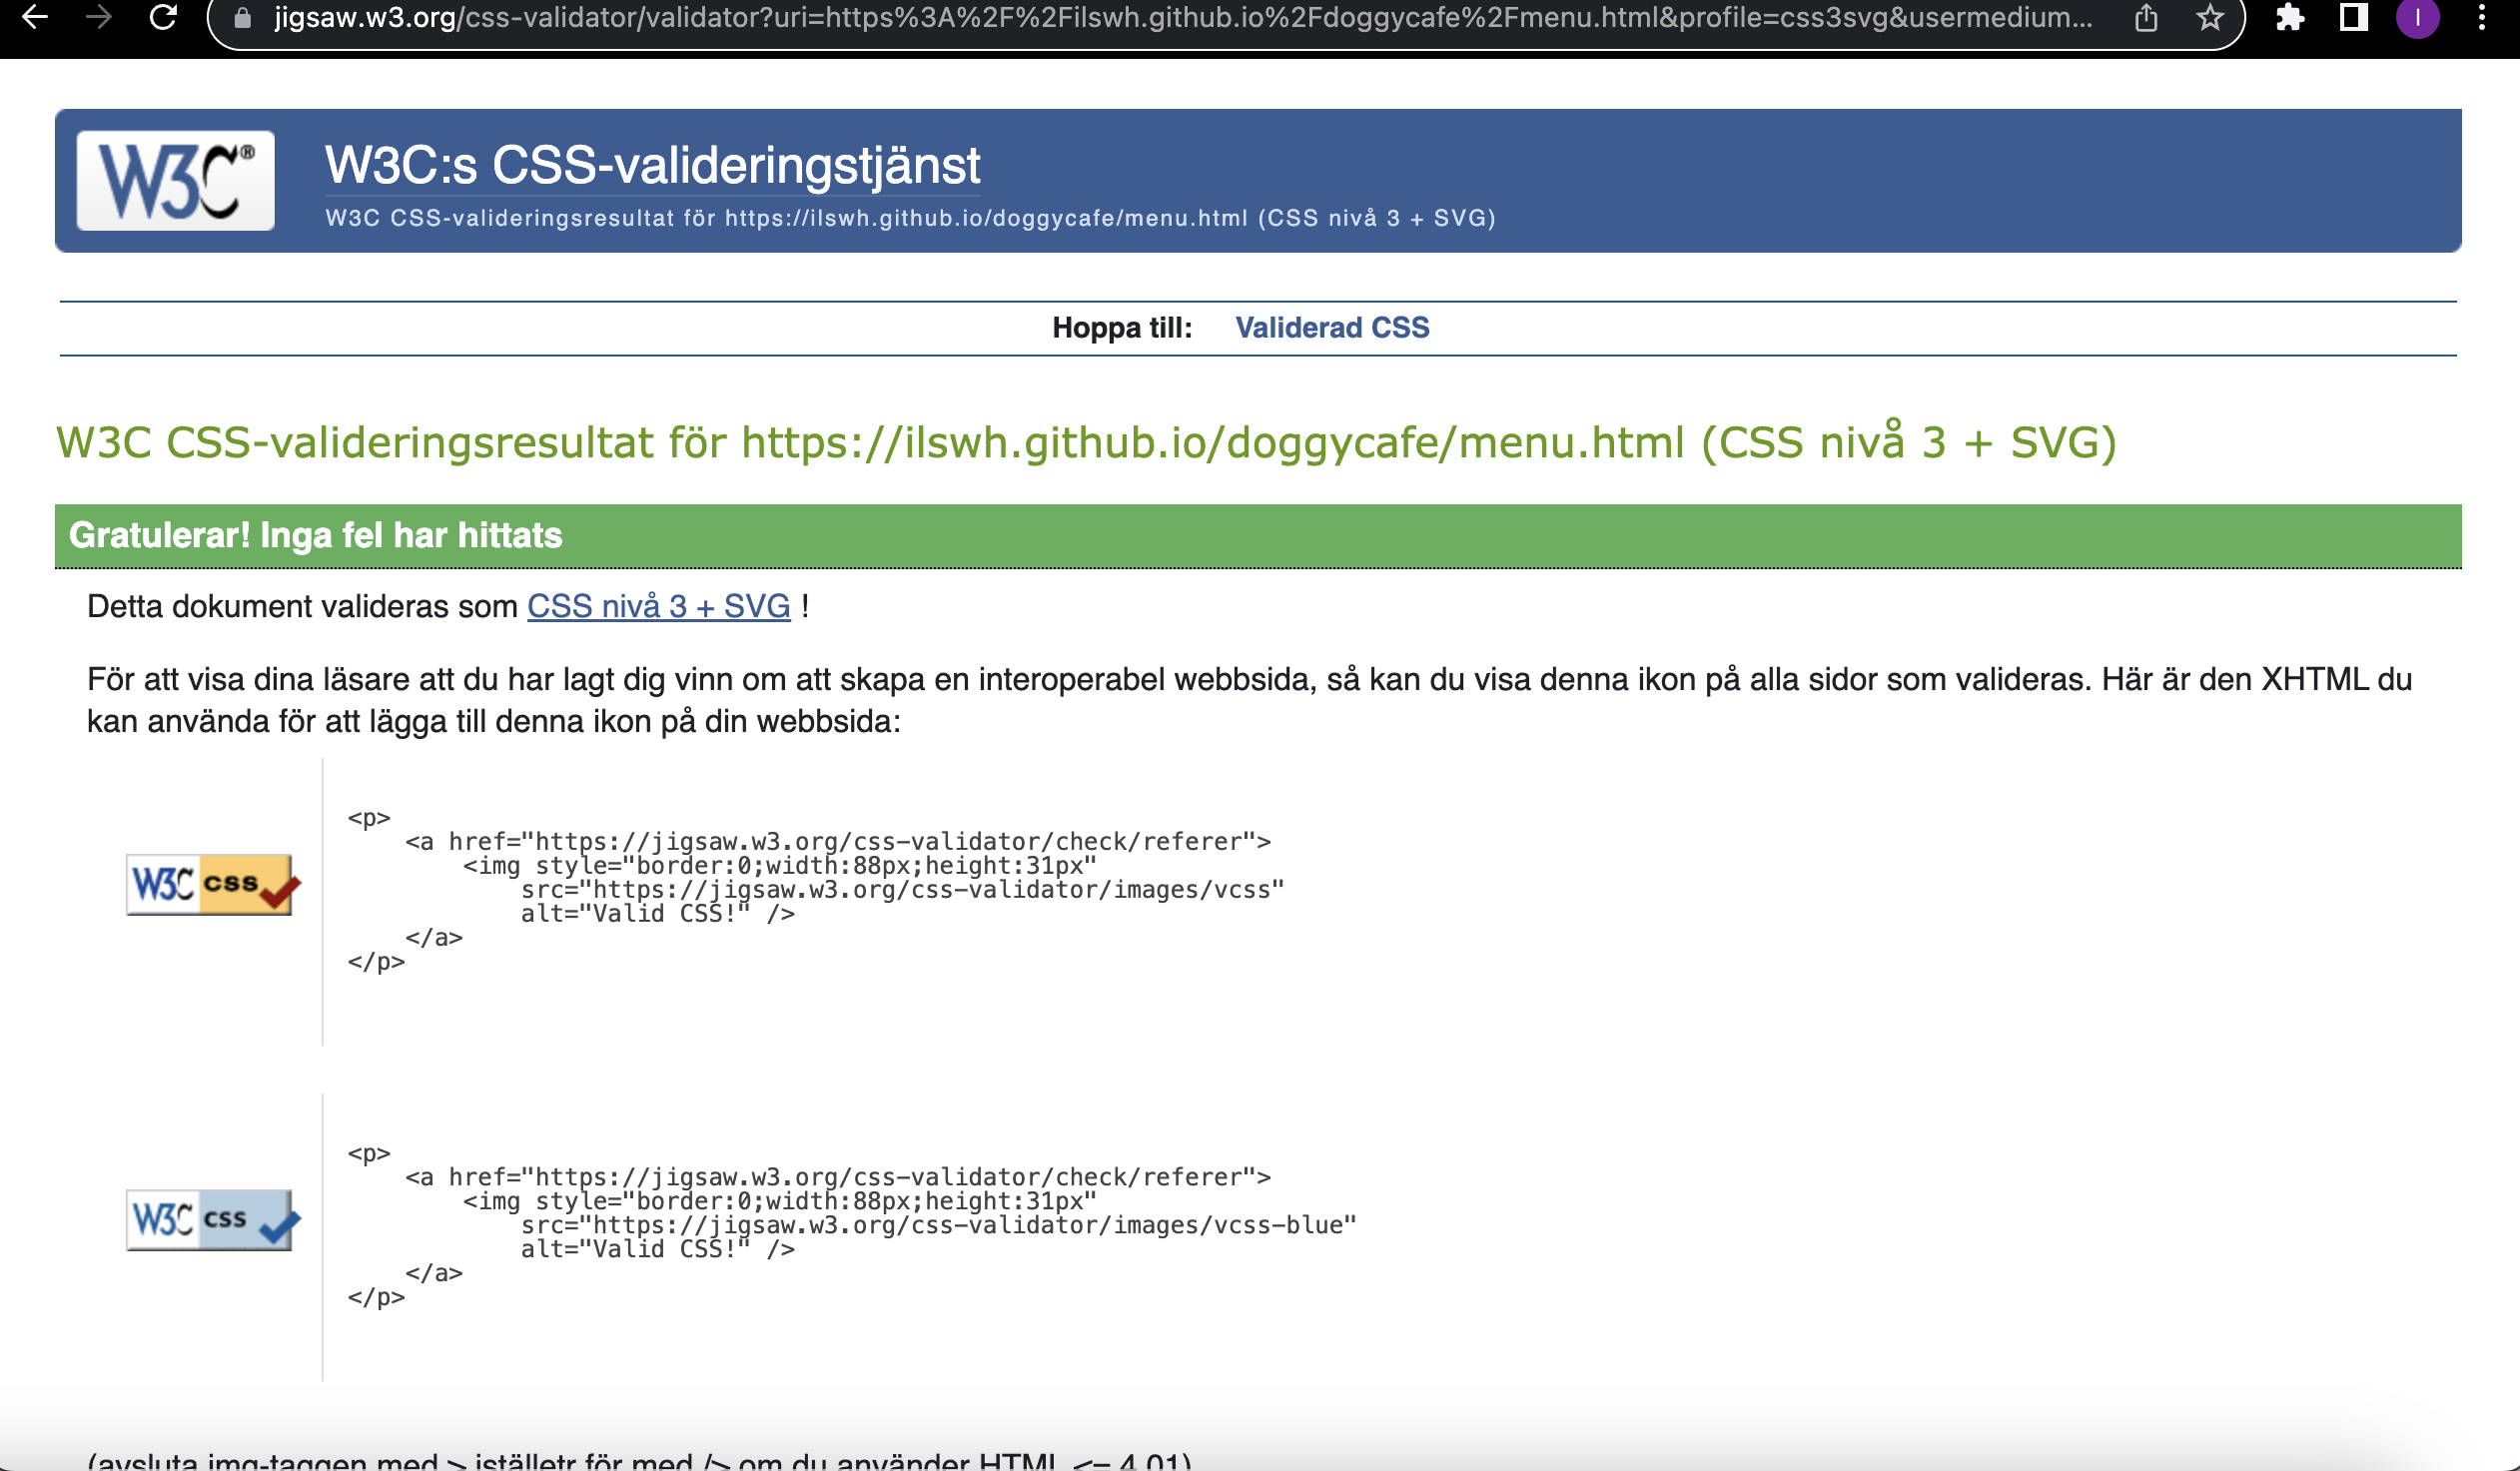 jigsaw.w3.org/css-validator/validator?uri=https%3A%2F%2Filswh.github.io%2Fdoggycafe%2Fmenu.html&profile=css3svg&usermedium...
I
W3C®
W3C:s CSS-valideringstjänst
W3C CSS-valideringsresultat för https://ilswh.github.io/doggycafe/menu.html (CSS nivå 3 + SVG)
Hoppa till: Validerad CSS
W3C CSS-valideringsresultat för https://ilswh.github.io/doggycafe/menu.html (CSS nivå 3 + SVG)
Gratulerar! Inga fel har hittats
Detta dokument valideras som CSS nivå 3 + SVG !
För att visa dina läsare att du har lagt dig vinn om att skapa en interoperabel webbsida, så kan du visa denna ikon på alla sidor som valideras. Här är den XHTML du
kan använda för att lägga till denna ikon på din webbsida:
W3C css
<p>
<a href="https://jigsaw.w3.org/css-validator/check/referer">
<img style="border:0;width:88px;height:31px"
src="https://jigsaw.w3.org/css-validator/images/vcss"
alt="Valid CSS!" />
</a>
</p>
W3C css
<p>
<a href="https://jigsaw.w3.org/css-validator/check/referer">
<img style="border:0;width:88px;height:31px"
src="https://jigsaw.w3.org/css-validator/images/vcss-blue"
alt="Valid CSS!" />
</a>
</p>
(avsluta img-taggen med > iställetr för med /> om du använder HTML <= 4.01)